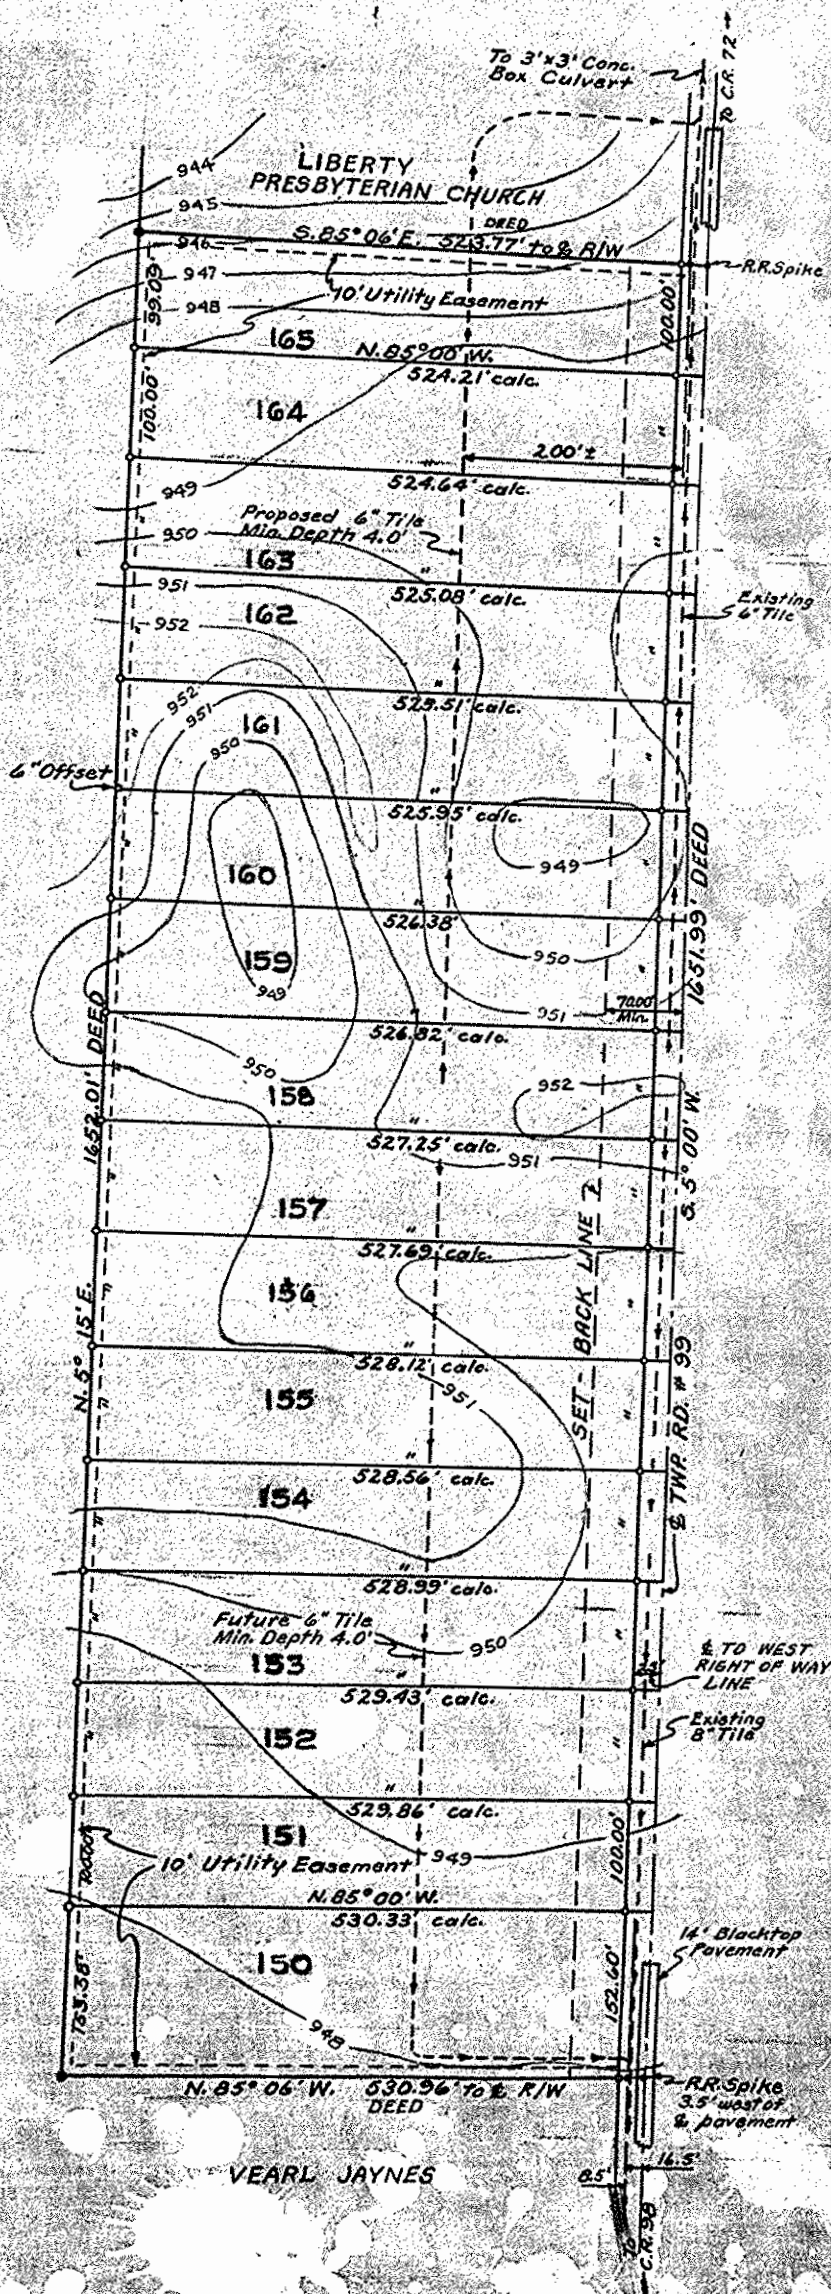 To C.R. 72
To 3'x3' Conc.
Box Culvert
944
LIBERTY
PRESBYTERIAN CHURCH
945
DEED
S. 85° 06' E. 523.77' to ℄ R/W
946
R.R. Spike
947
99.03'
100.00'
10' Utility Easement
948
165
N. 85° 00' W.
524.21' calc.
100.00'
164
"
200' ±
"
524.64' calc.
949
Proposed 6" Tile
Min. Depth 4.0'
950
163
"
525.08' calc.
951
Existing
6" Tile
162
952
"
525.51' calc.
952
951
161
950
6" Offset
"
525.95' calc.
949
160
1651.99' DEED
"
526.38'
159
950
949
70.00'
Min.
951
"
526.82' calc.
1652.01' DEED
950
952
158
"
527.25' calc.
951
S. 5° 00' W.
157
"
527.69' calc.
SET-BACK LINE
156
N. 5° 15' E.
"
528.12' calc.
℄ TWP. RD. # 99
951
155
"
528.56' calc.
154
"
528.99' calc.
Future 6" Tile
Min. Depth 4.0'
950
153
℄ TO WEST
RIGHT OF WAY
LINE
"
529.43' calc.
Existing
8" Tile
152
"
529.86' calc.
151
949
100.00'
100.00'
10' Utility Easement
N. 85° 00' W.
530.33' calc.
14' Blacktop
Pavement
150
152.60'
153.38'
948
N. 85° 06' W. 530.96' to ℄ R/W
DEED
R.R. Spike
3.5' west of
℄ pavement
VEARL JAYNES
16.5'
8.5'
To
C.R. 98